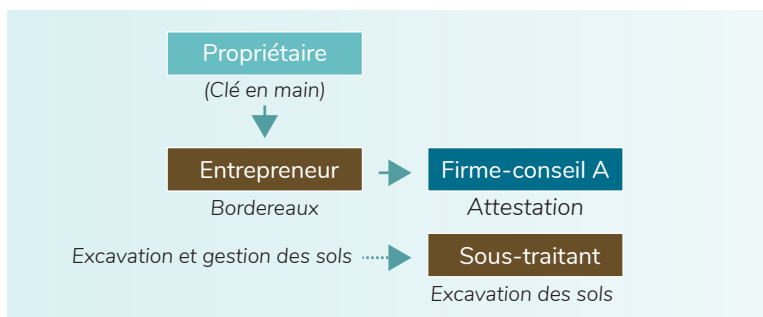 Propriétaire
(Clé en main)
Entrepreneur
Firme-conseil A
Bordereaux
Attestation
Excavation et gestion des sols
Sous-traitant
Excavation des sols